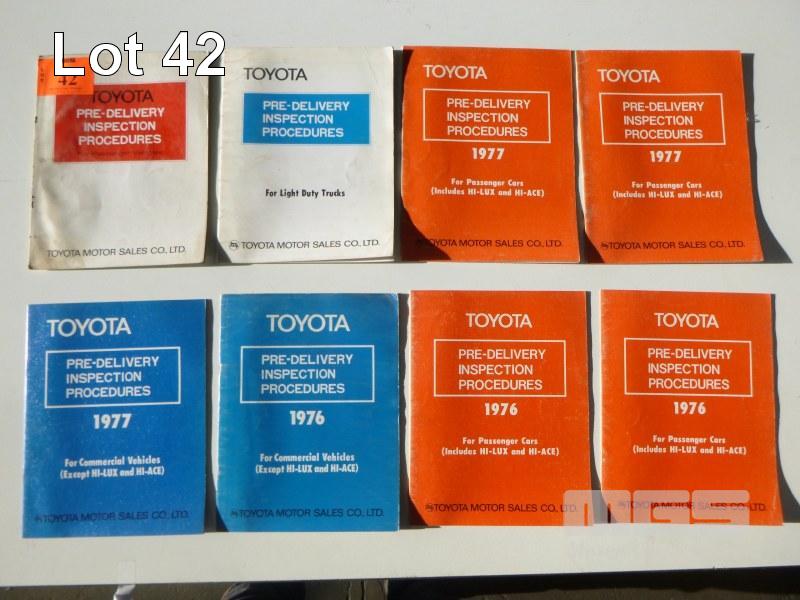 Lot 42
42
TOYOTA
PRE-DELIVERY
INSPECTION
PROCEDURES
TOYOTA MOTOR SALES CO., LTD.
TOYOTA
PRE-DELIVERY
INSPECTION
PROCEDURES
For Light Duty Trucks
TOYOTA MOTOR SALES CO., LTD.
TOYOTA
PRE-DELIVERY
INSPECTION
PROCEDURES
1977
For Passenger Cars
(Includes HI-LUX and HI-ACE)
TOYOTA MOTOR SALES CO., LTD.
TOYOTA
PRE-DELIVERY
INSPECTION
PROCEDURES
1977
For Passenger Cars
(Includes HI-LUX and HI-ACE)
TOYOTA MOTOR SALES CO., LTD.
TOYOTA
PRE-DELIVERY
INSPECTION
PROCEDURES
1977
For Commercial Vehicles
(Except HI-LUX and HI-ACE)
TOYOTA MOTOR SALES CO., LTD.
TOYOTA
PRE-DELIVERY
INSPECTION
PROCEDURES
1976
For Commercial Vehicles
(Except HI-LUX and HI-ACE)
TOYOTA MOTOR SALES CO., LTD.
TOYOTA
PRE-DELIVERY
INSPECTION
PROCEDURES
1976
For Passenger Cars
(Includes HI-LUX and HI-ACE)
TOYOTA MOTOR SALES CO., LTD.
TOYOTA
PRE-DELIVERY
INSPECTION
PROCEDURES
1976
For Passenger Cars
(Includes HI-LUX and HI-ACE)
TOYOTA MOTOR SALES CO., LTD.
MGS